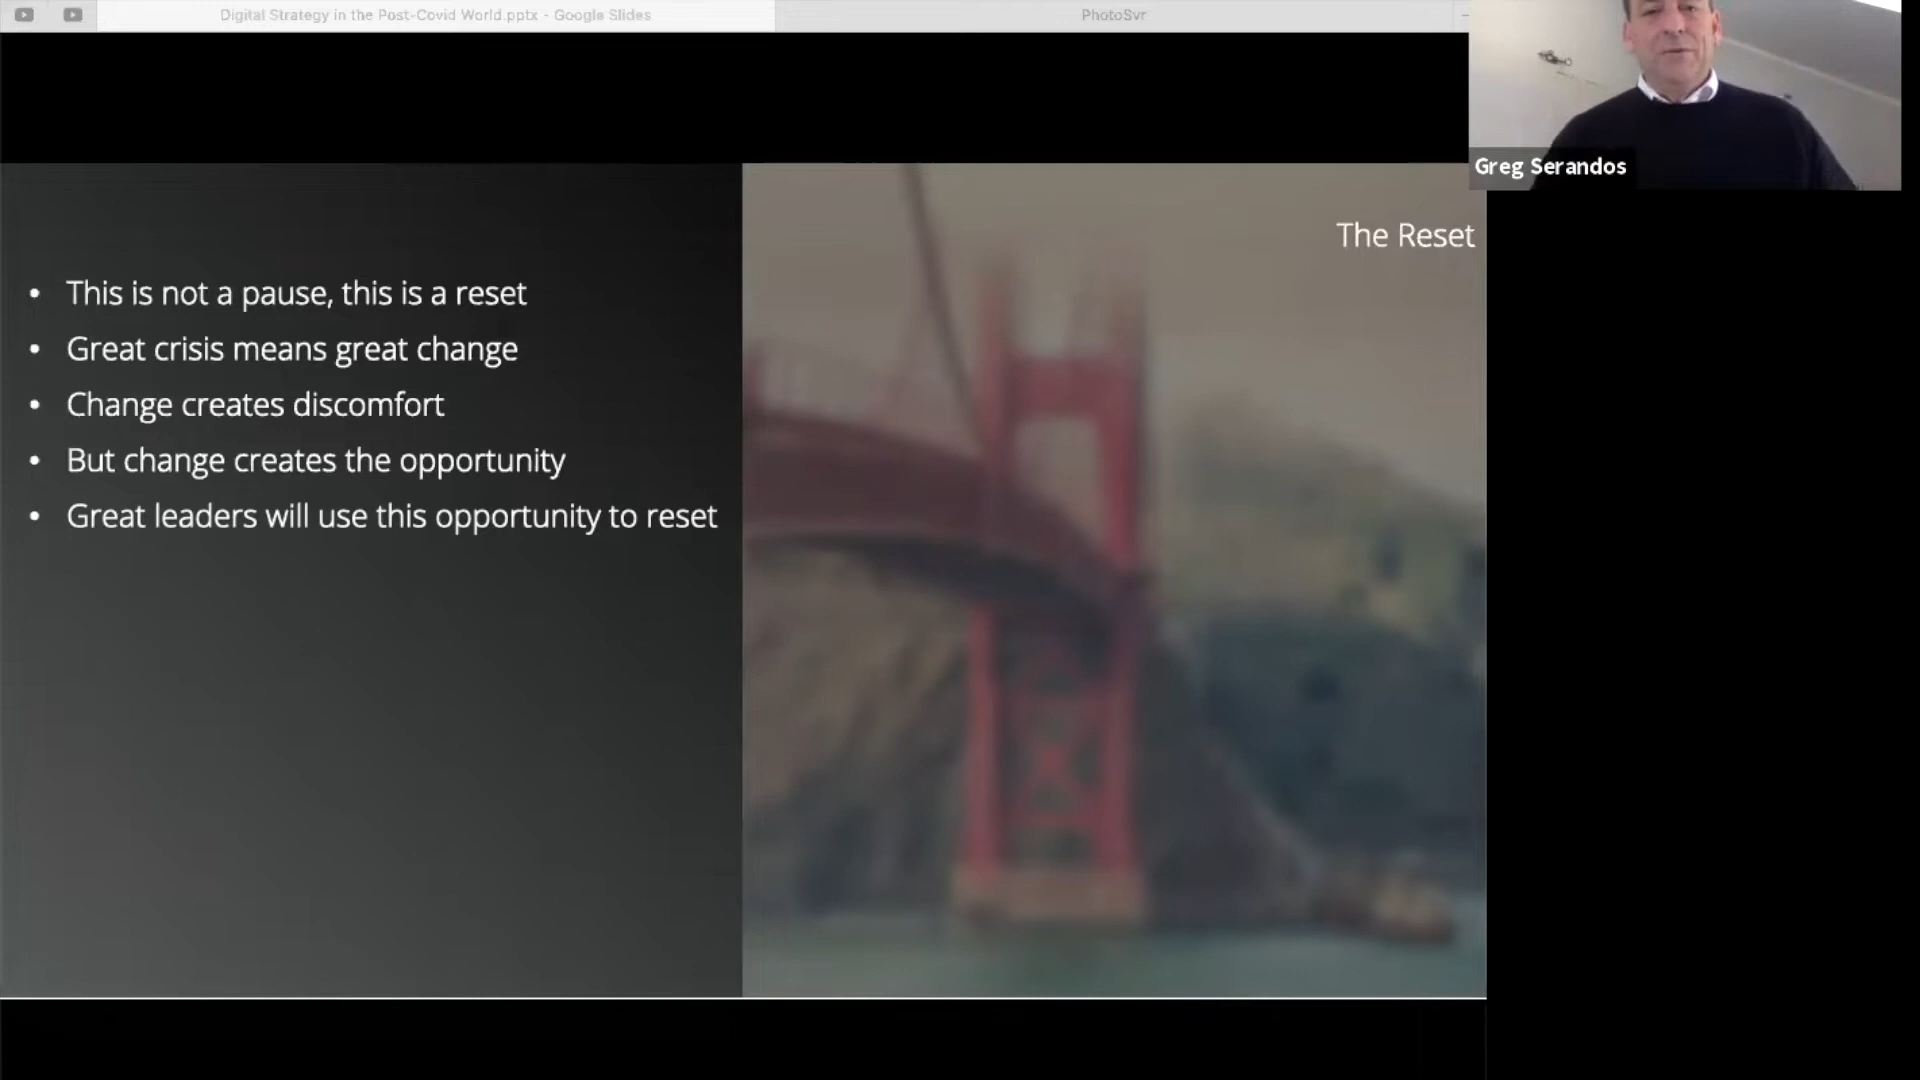 Digital Strategy in the Post-Covid World.pptx - Google Slides
PhotoSvr
Greg Serandos
The Reset
• This is not a pause, this is a reset
• Great crisis means great change
• Change creates discomfort
• But change creates the opportunity
• Great leaders will use this opportunity to reset